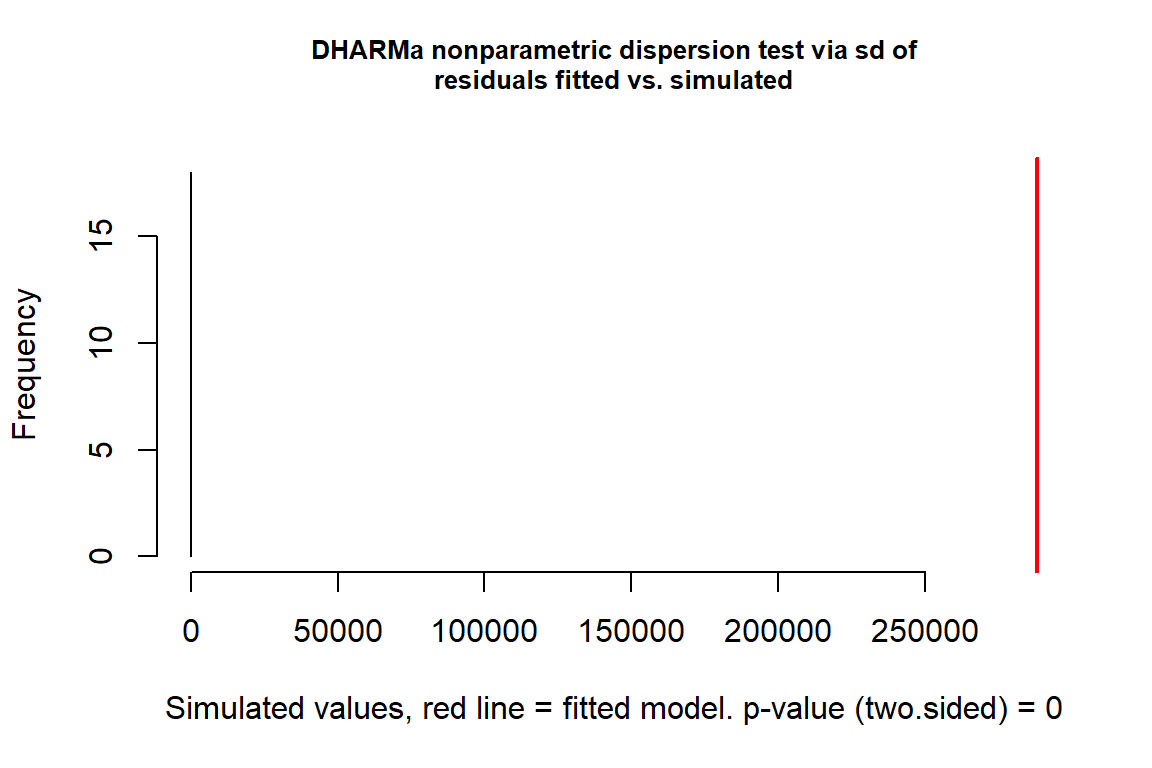 DHARMa nonparametric dispersion test via sd of
residuals fitted vs. simulated
Frequency
15
10
5
0
0 50000 100000 150000 200000 250000
Simulated values, red line = fitted model. p-value (two.sided) = 0